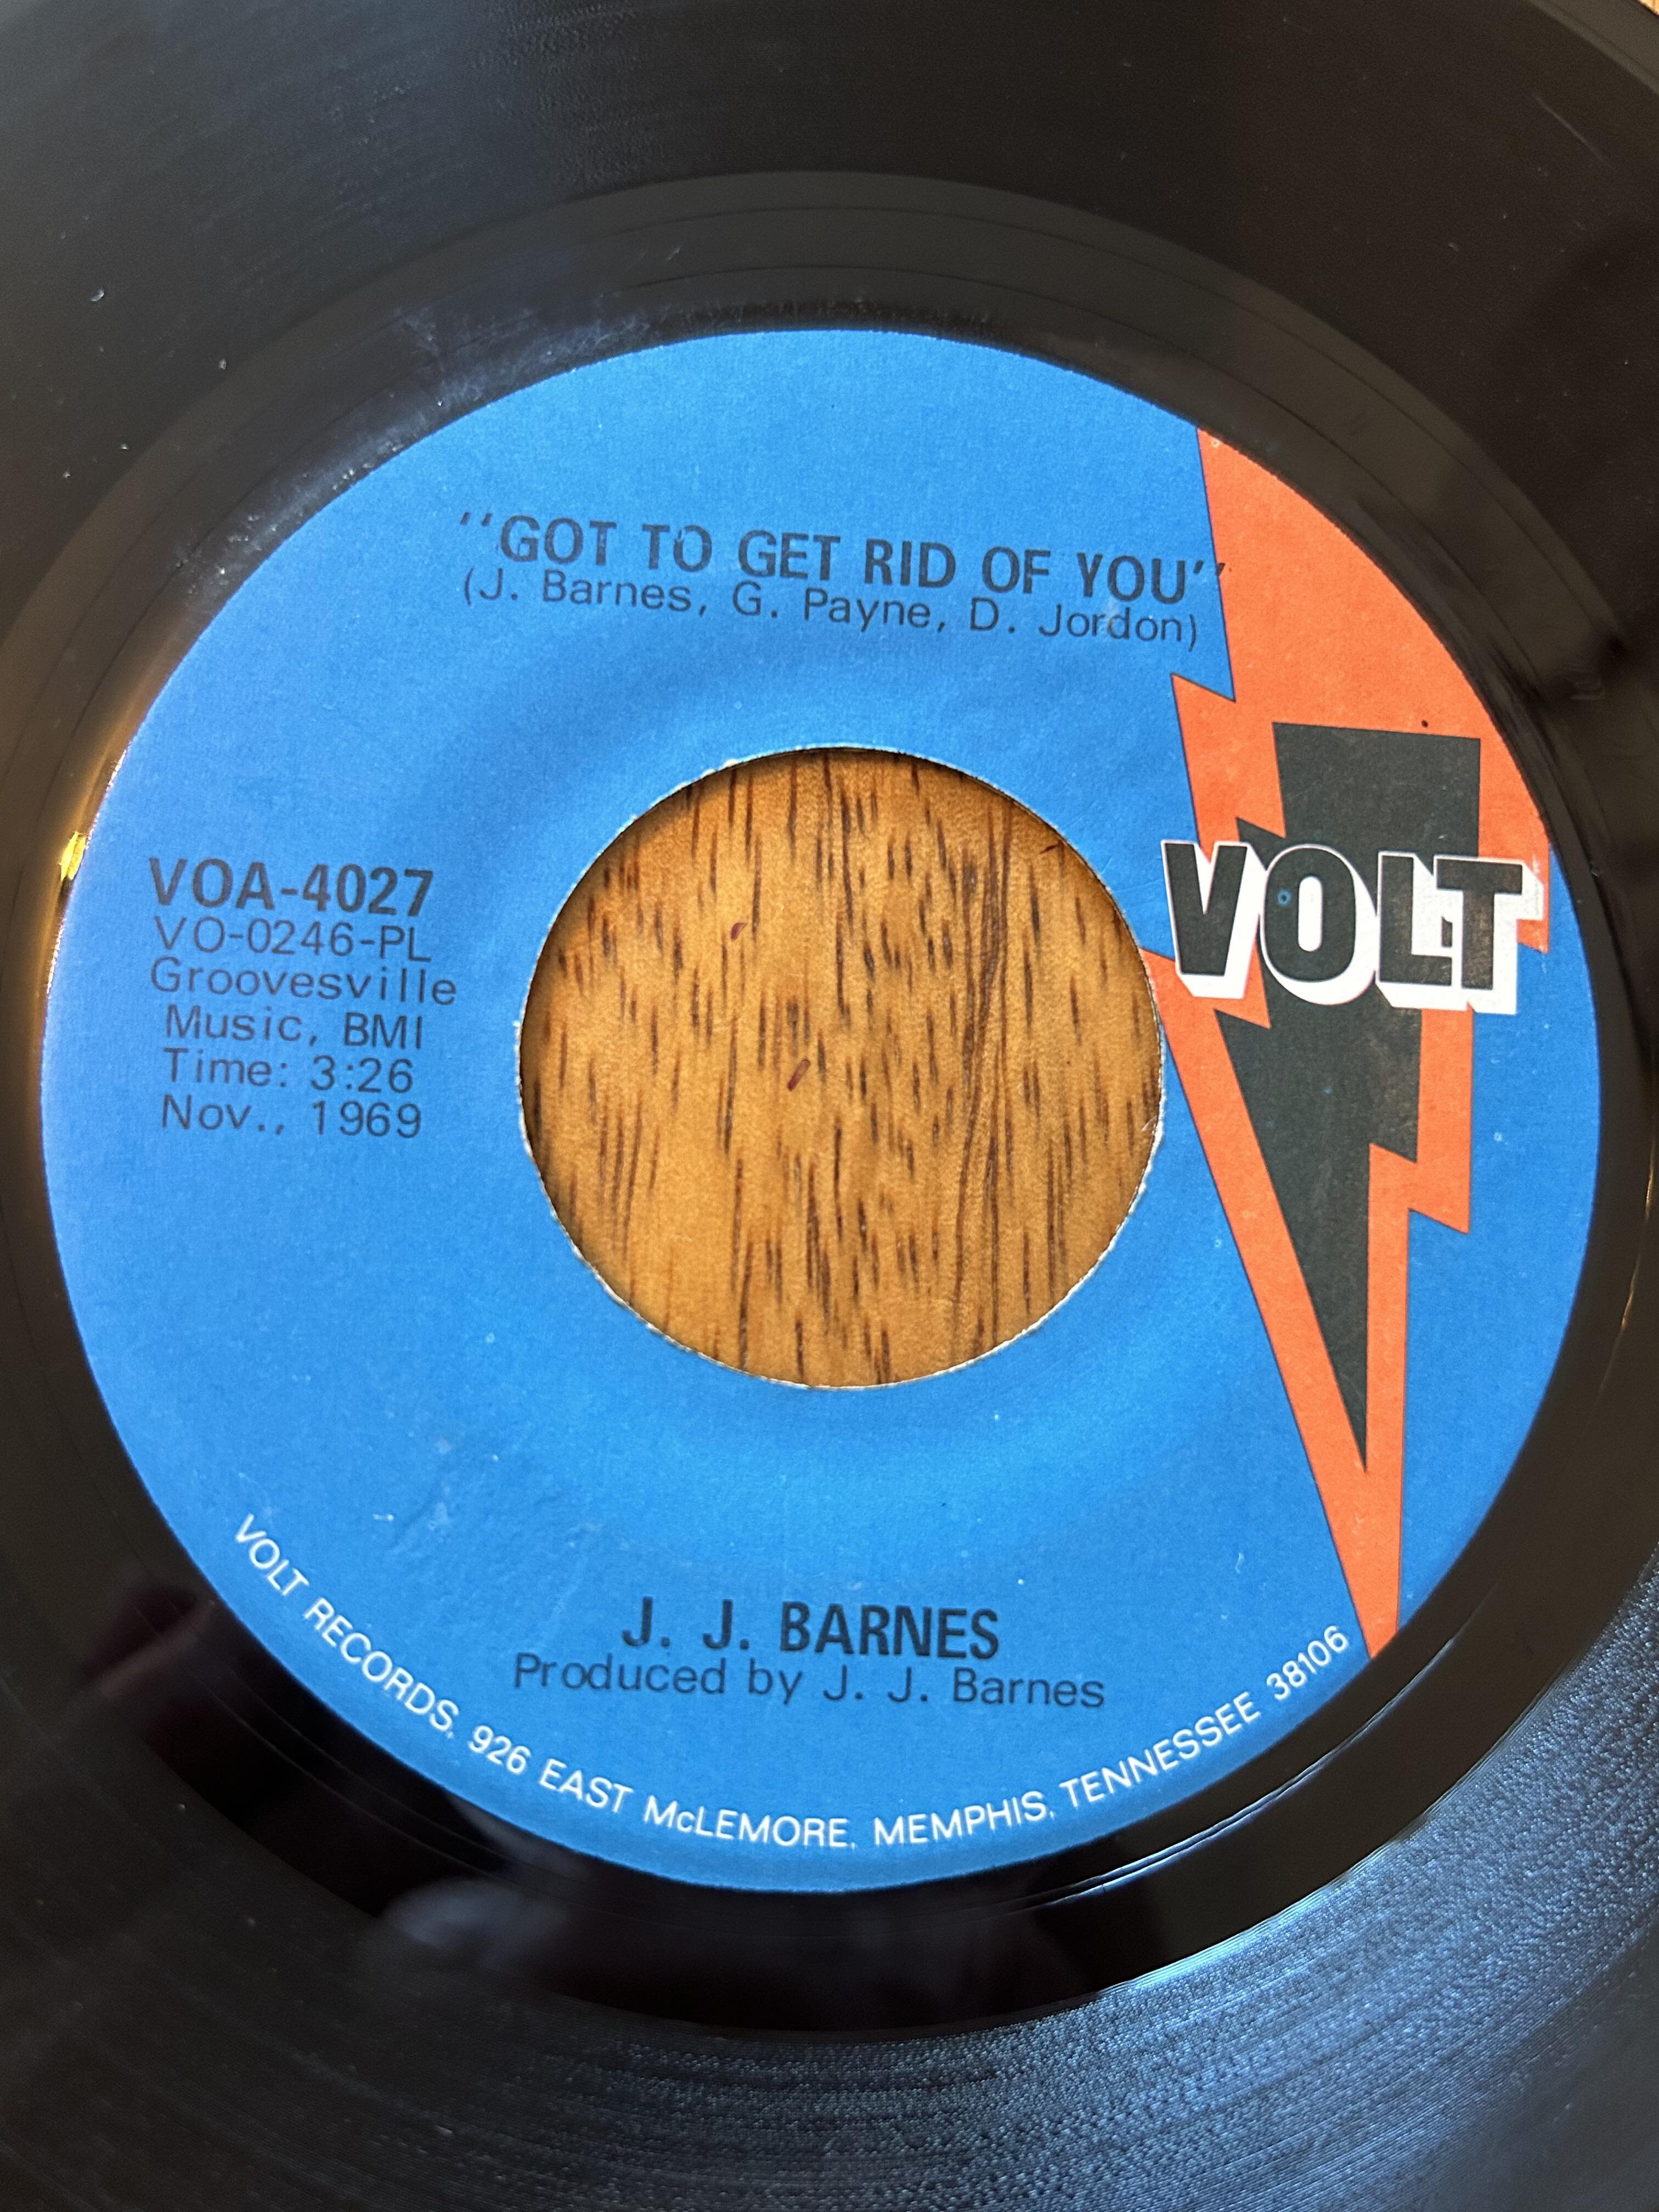 "GOT TO GET RID OF YOU"
(J. Barnes, G. Payne, D. Jordon)
VOLT
VOA-4027
VO-0246-PL
Groovesville
Music, BMI
Time: 3:26
Nov., 1969
J. J. BARNES
Produced by J. J. Barnes
VOLT RECORDS, 926 EAST McLEMORE, MEMPHIS, TENNESSEE 38106